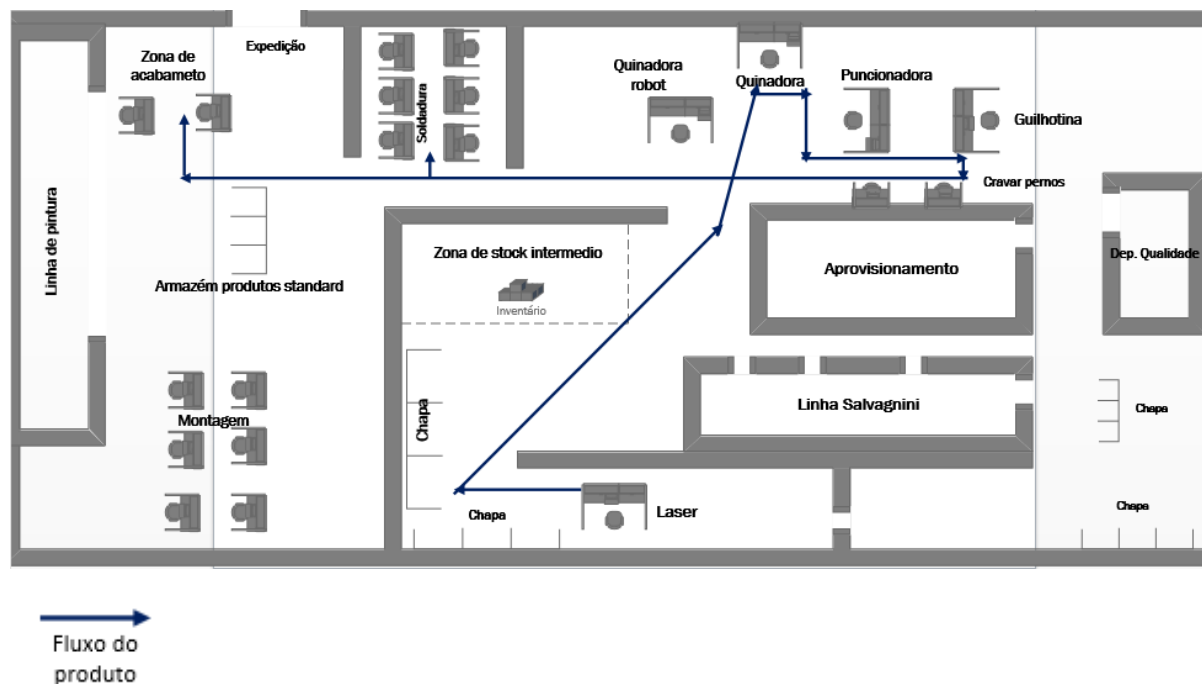 Expedição
Zona de
acabameto
Soldadura
Quinadora
robot
Quinadora
Puncionadora
Guilhotina
Cravar pernos
Linha de pintura
Armazém produtos standard
Zona de stock intermedio
Inventário
Aprovisionamento
Dep. Qualidade
Montagem
Chapa
Linha Salvagnini
Chapa
Chapa
Laser
Chapa
Fluxo do
produto